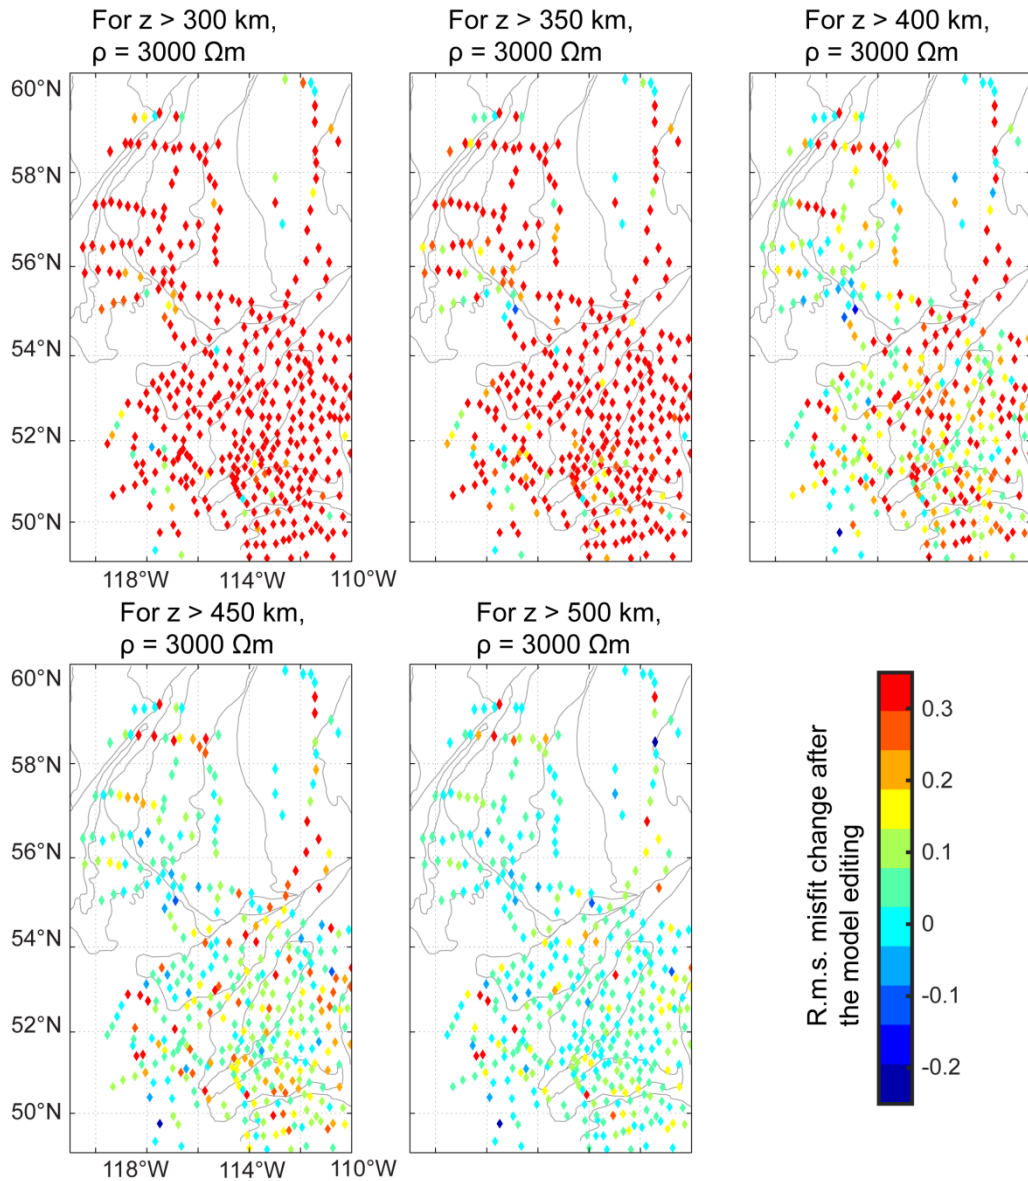 For z > 300 km,
ρ = 3000 Ωm
For z > 350 km,
ρ = 3000 Ωm
For z > 400 km,
ρ = 3000 Ωm
60°N
58°N
56°N
54°N
52°N
50°N
118°W
114°W
110°W
For z > 450 km,
ρ = 3000 Ωm
For z > 500 km,
ρ = 3000 Ωm
60°N
58°N
56°N
54°N
52°N
50°N
118°W
114°W
110°W
R.m.s. misfit change after
the model editing
0.3
0.2
0.1
0
-0.1
-0.2